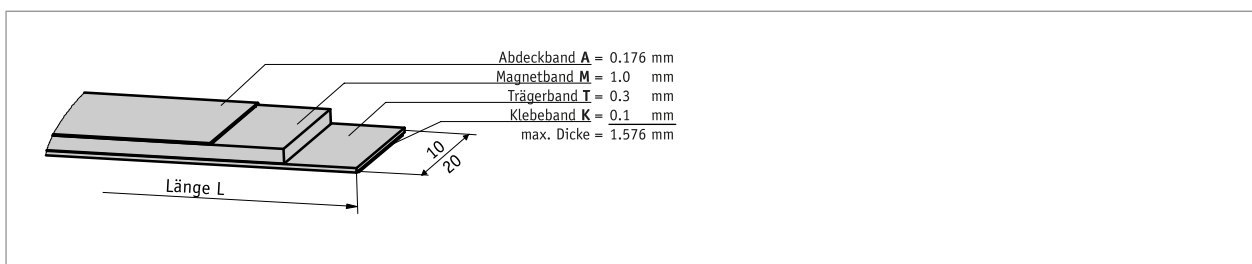 Abdeckband A = 0.176 mm
Magnetband M = 1.0 mm
Trägerband T = 0.3 mm
Klebeband K = 0.1 mm
max. Dicke = 1.576 mm
10
20
Länge L